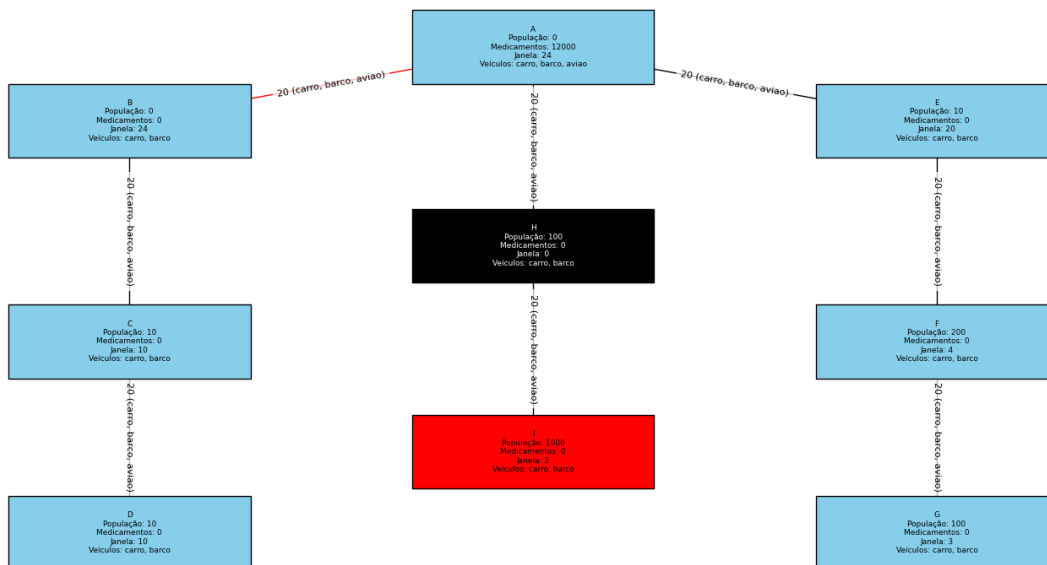 A
População: 0
Medicamentos: 12000
Janela: 24
Veículos: carro, barco, aviao
20 (carro, barco, aviao)
20 (carro, barco, aviao)
20 (carro, barco, aviao)
B
População: 0
Medicamentos: 0
Janela: 24
Veículos: carro, barco
E
População: 10
Medicamentos: 0
Janela: 20
Veículos: carro, barco
20 (carro, barco, aviao)
20 (carro, barco, aviao)
H
População: 100
Medicamentos: 0
Janela: 0
Veículos: carro, barco
20 (carro, barco, aviao)
C
População: 10
Medicamentos: 0
Janela: 10
Veículos: carro, barco
F
População: 200
Medicamentos: 0
Janela: 4
Veículos: carro, barco
20 (carro, barco, aviao)
20 (carro, barco, aviao)
I
População: 1000
Medicamentos: 0
Janela: 2
Veículos: carro, barco
D
População: 10
Medicamentos: 0
Janela: 10
Veículos: carro, barco
G
População: 100
Medicamentos: 0
Janela: 3
Veículos: carro, barco